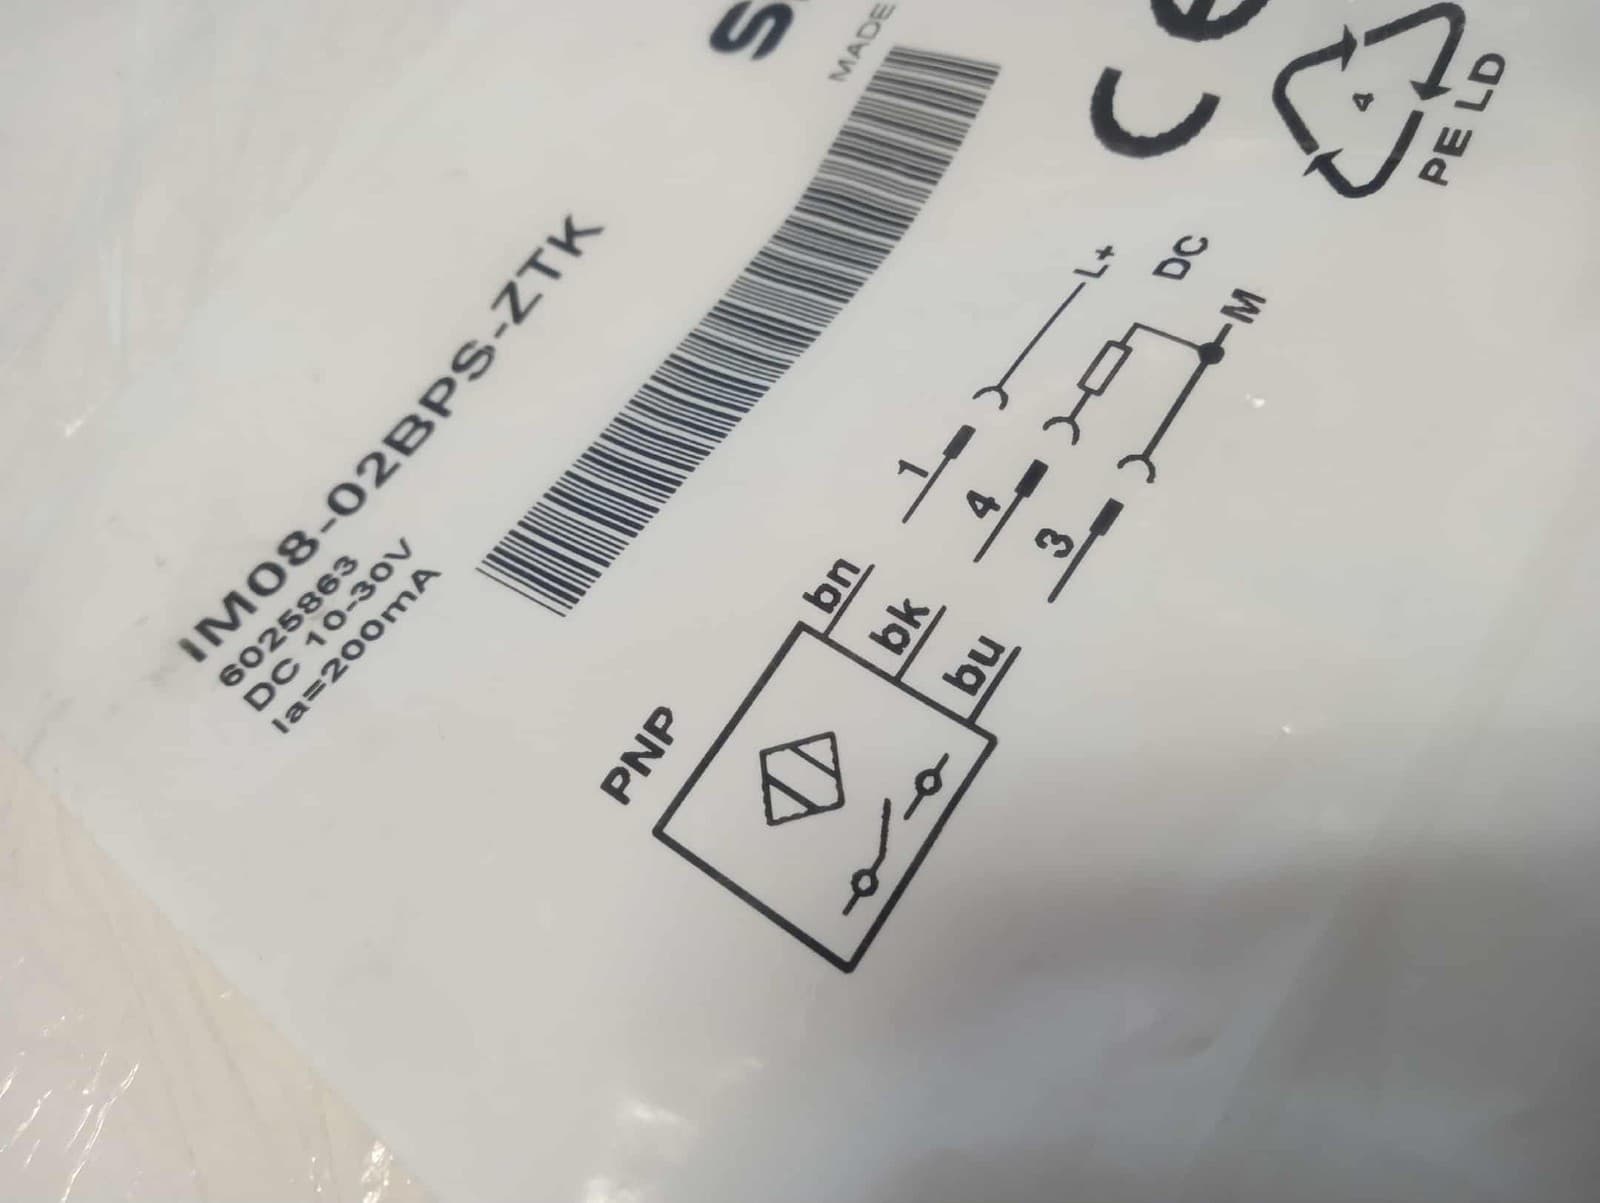 MADE
IM08-02BPS-ZTK
6025863
DC 10-30V
Ia=200mA
CE
4
PE LD
PNP
bn
bk
bu
1
4
3
L+
DC
M